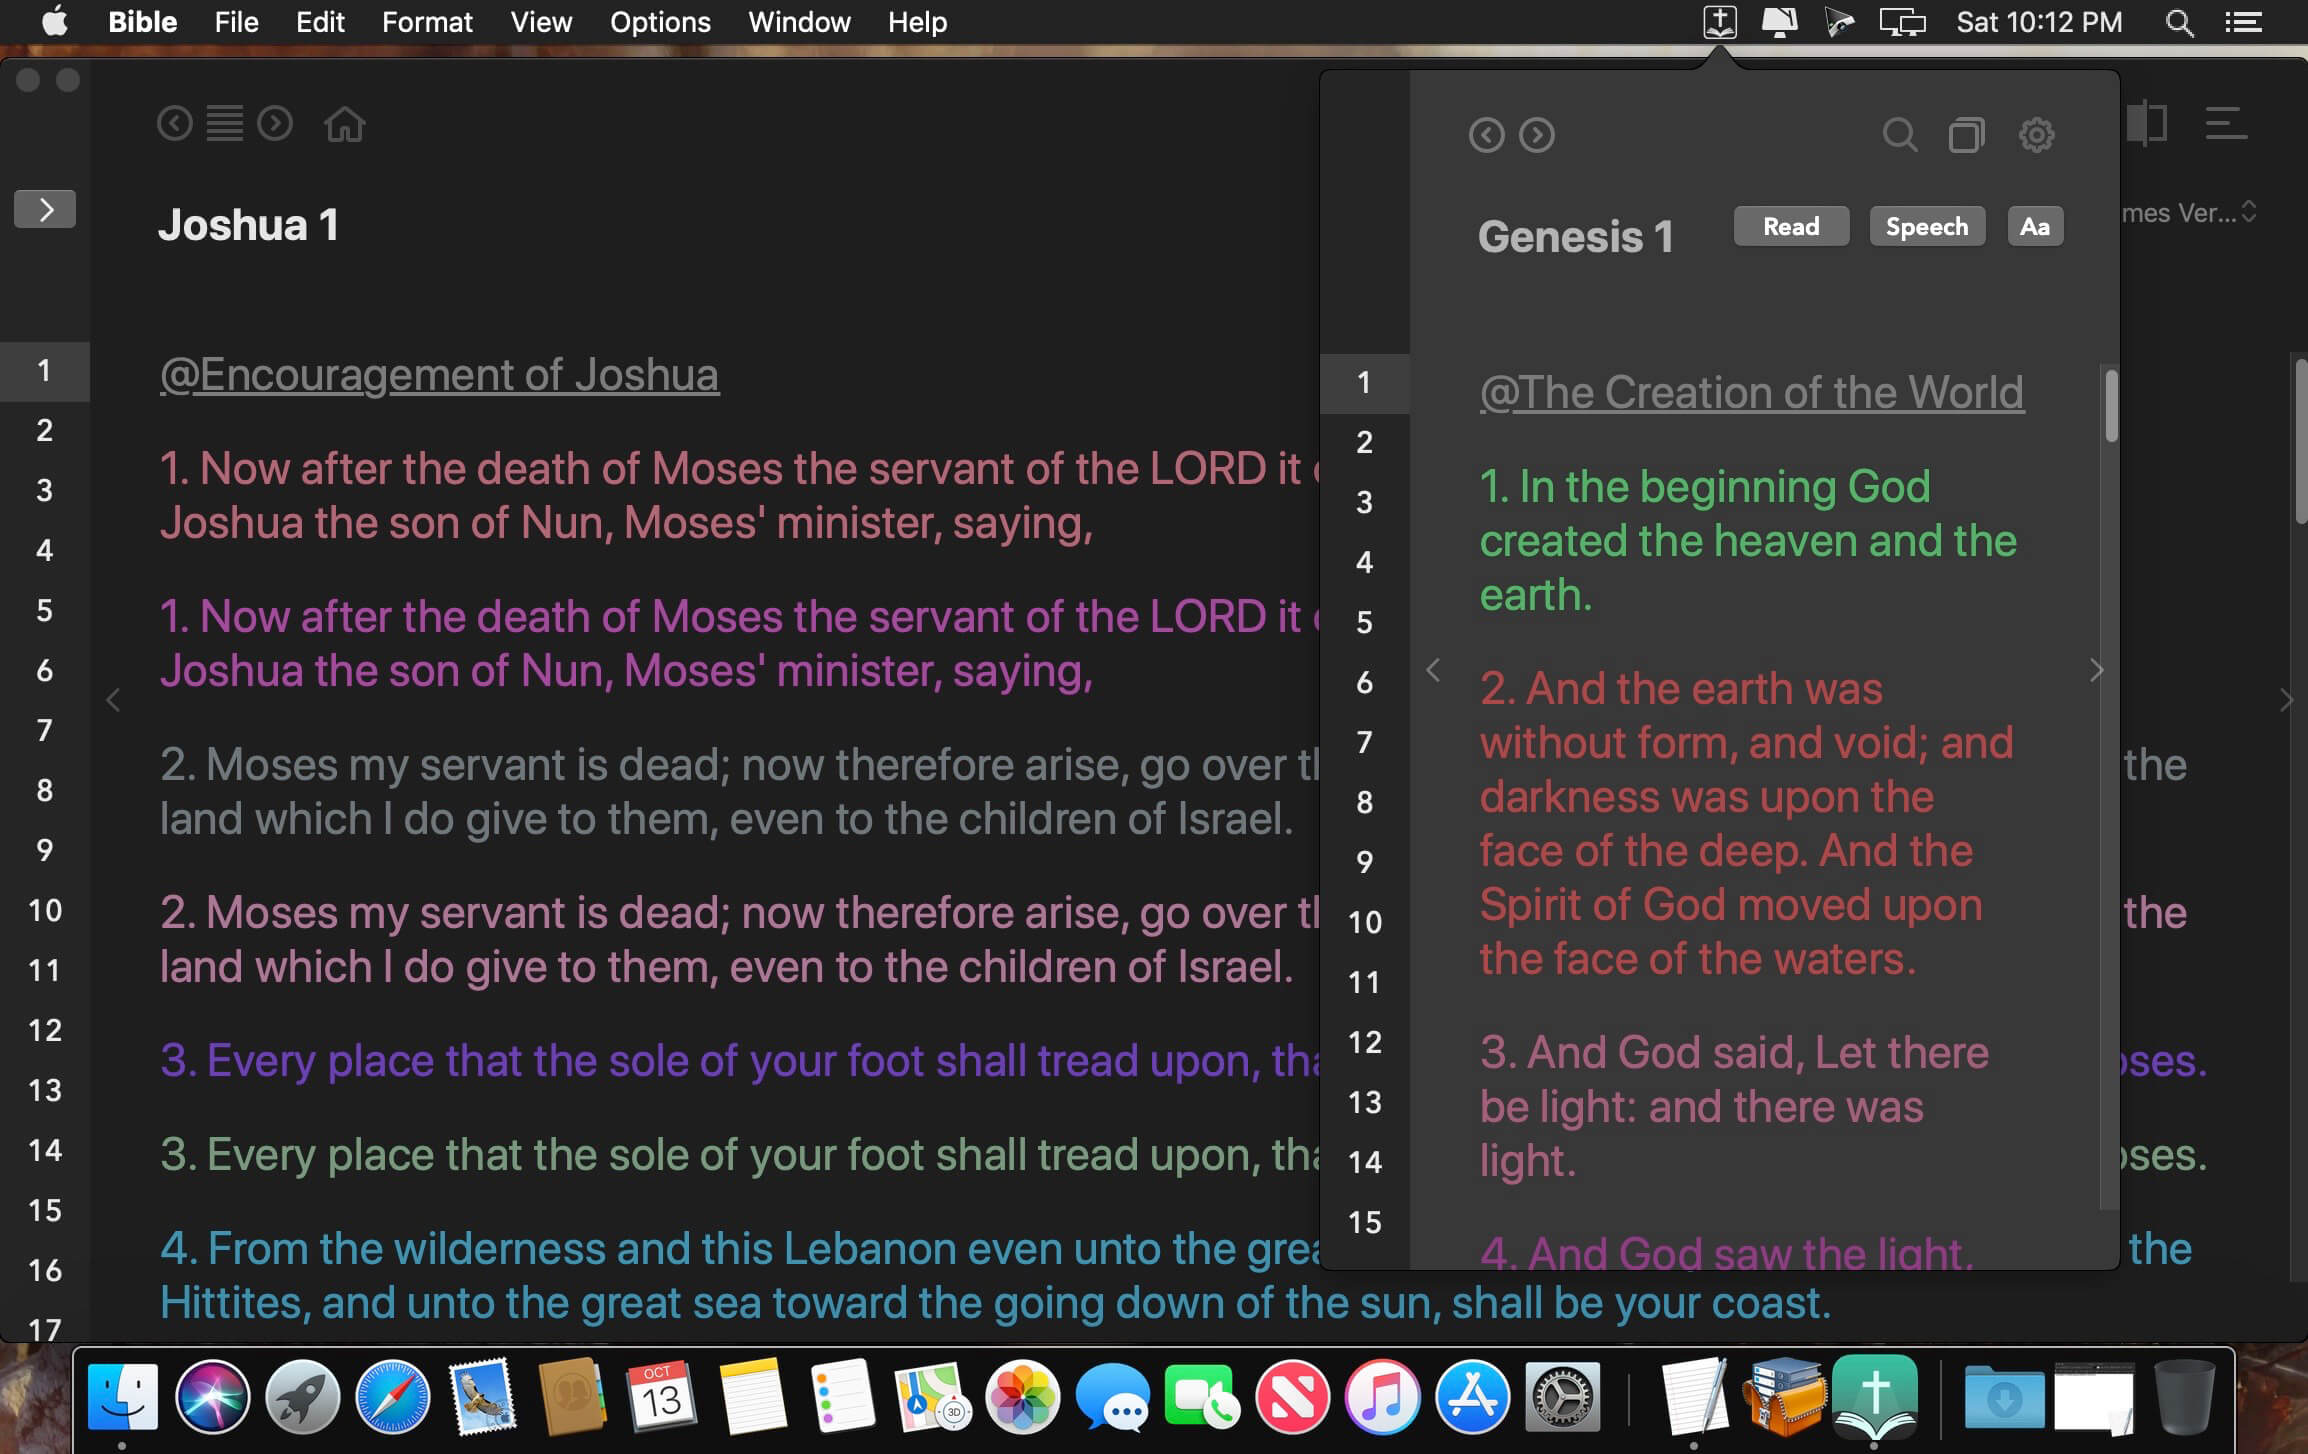 Bible File Edit Format View Options Window Help Sat 10:12 PM
Joshua 1
mes Ver...
@Encouragement of Joshua
1. Now after the death of Moses the servant of the LORD it
Joshua the son of Nun, Moses' minister, saying,
1. Now after the death of Moses the servant of the LORD it
Joshua the son of Nun, Moses' minister, saying,
2. Moses my servant is dead; now therefore arise, go over the
land which I do give to them, even to the children of Israel.
2. Moses my servant is dead; now therefore arise, go over the
land which I do give to them, even to the children of Israel.
3. Every place that the sole of your foot shall tread upon, oses.
3. Every place that the sole of your foot shall tread upon, oses.
4. From the wilderness and this Lebanon even unto the the
Hittites, and unto the great sea toward the going down of the sun, shall be your coast.
1
2
3
4
5
6
7
8
9
10
11
12
13
14
15
16
17
Genesis 1
Read Speech Aa
@The Creation of the World
1. In the beginning God
created the heaven and the
earth.
2. And the earth was
without form, and void; and
darkness was upon the
face of the deep. And the
Spirit of God moved upon
the face of the waters.
3. And God said, Let there
be light: and there was
light.
4. And God saw the light,
1
2
3
4
5
6
7
8
9
10
11
12
13
14
15
OCT
13
3D